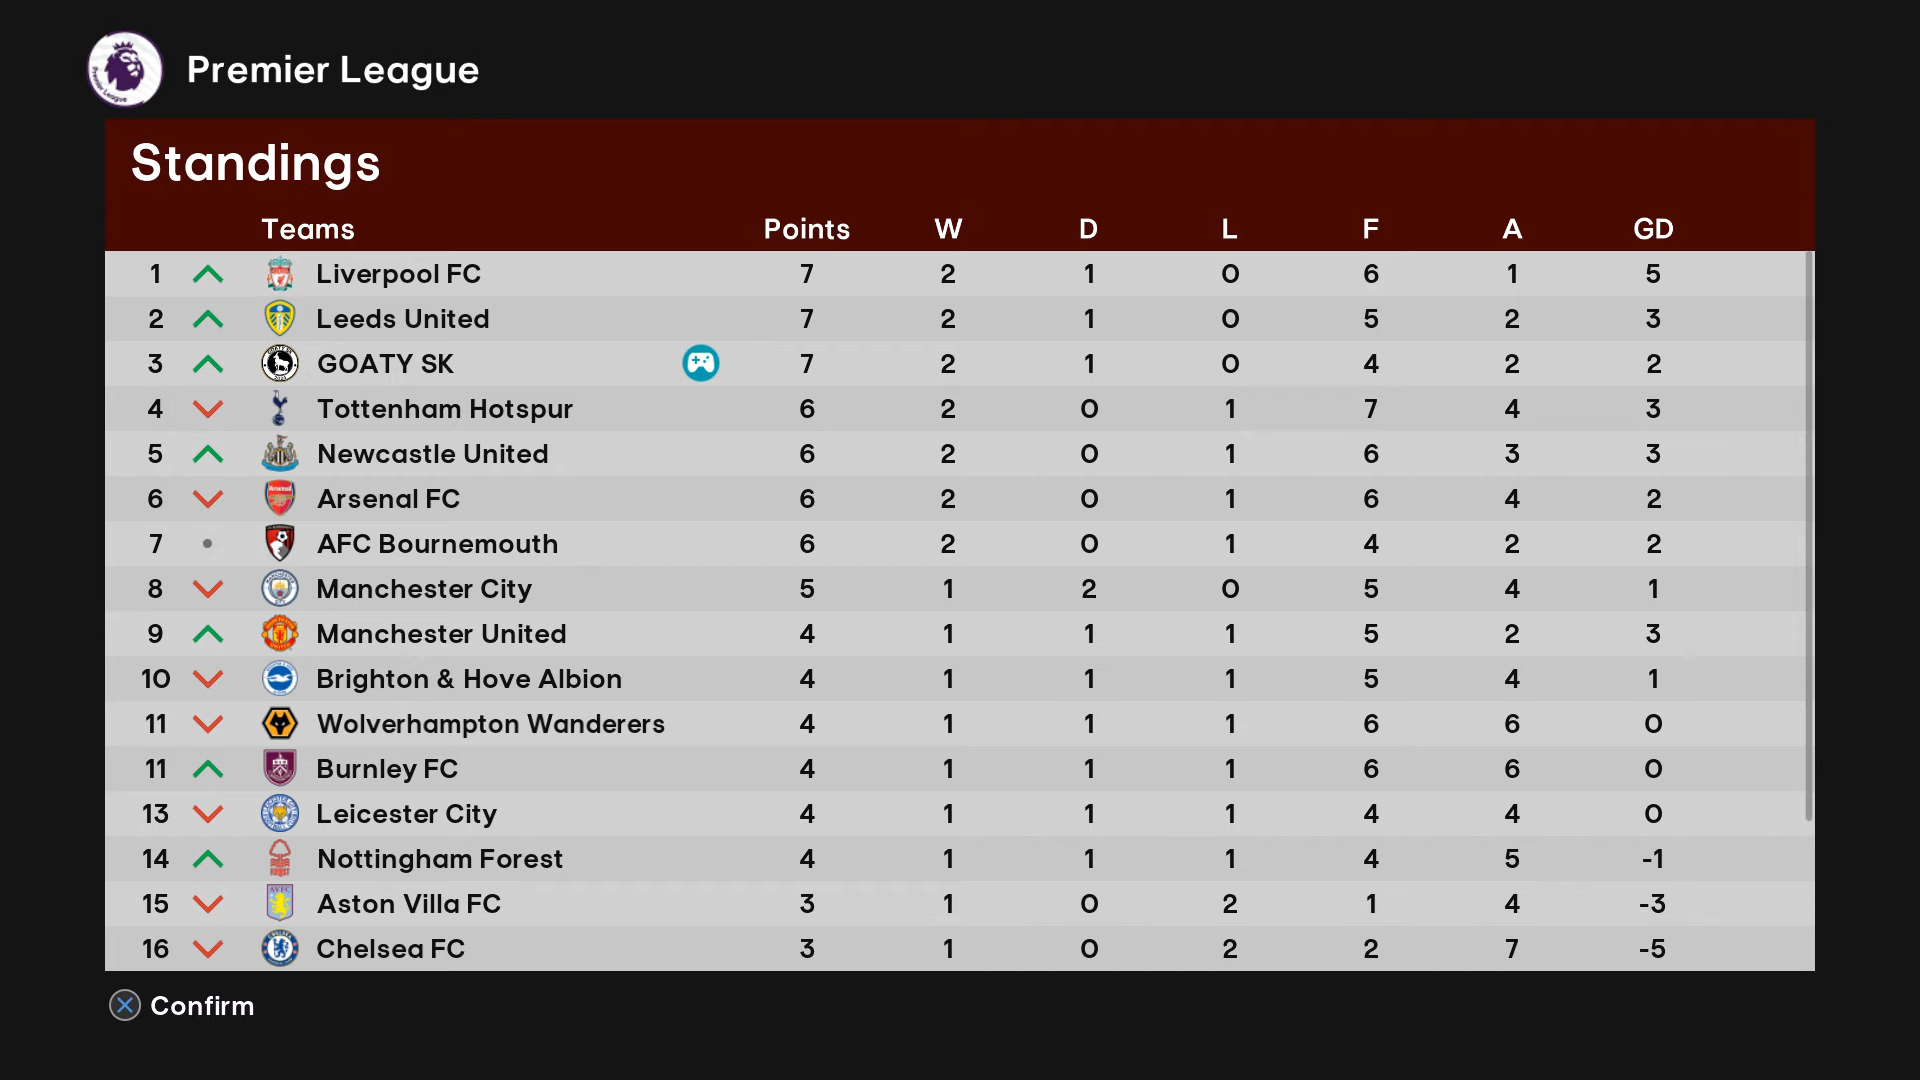 Premier League
Standings
Teams Points W D L F A GD
1 Liverpool FC 7 2 1 0 6 1 5
2 Leeds United 7 2 1 0 5 2 3
3 GOATY SK 7 2 1 0 4 2 2
4 Tottenham Hotspur 6 2 0 1 7 4 3
5 Newcastle United 6 2 0 1 6 3 3
6 Arsenal FC 6 2 0 1 6 4 2
7 AFC Bournemouth 6 2 0 1 4 2 2
8 Manchester City 5 1 2 0 5 4 1
9 Manchester United 4 1 1 1 5 2 3
10 Brighton & Hove Albion 4 1 1 1 5 4 1
11 Wolverhampton Wanderers 4 1 1 1 6 6 0
11 Burnley FC 4 1 1 1 6 6 0
13 Leicester City 4 1 1 1 4 4 0
14 Nottingham Forest 4 1 1 1 4 5 -1
15 Aston Villa FC 3 1 0 2 1 4 -3
16 Chelsea FC 3 1 0 2 2 7 -5
Confirm